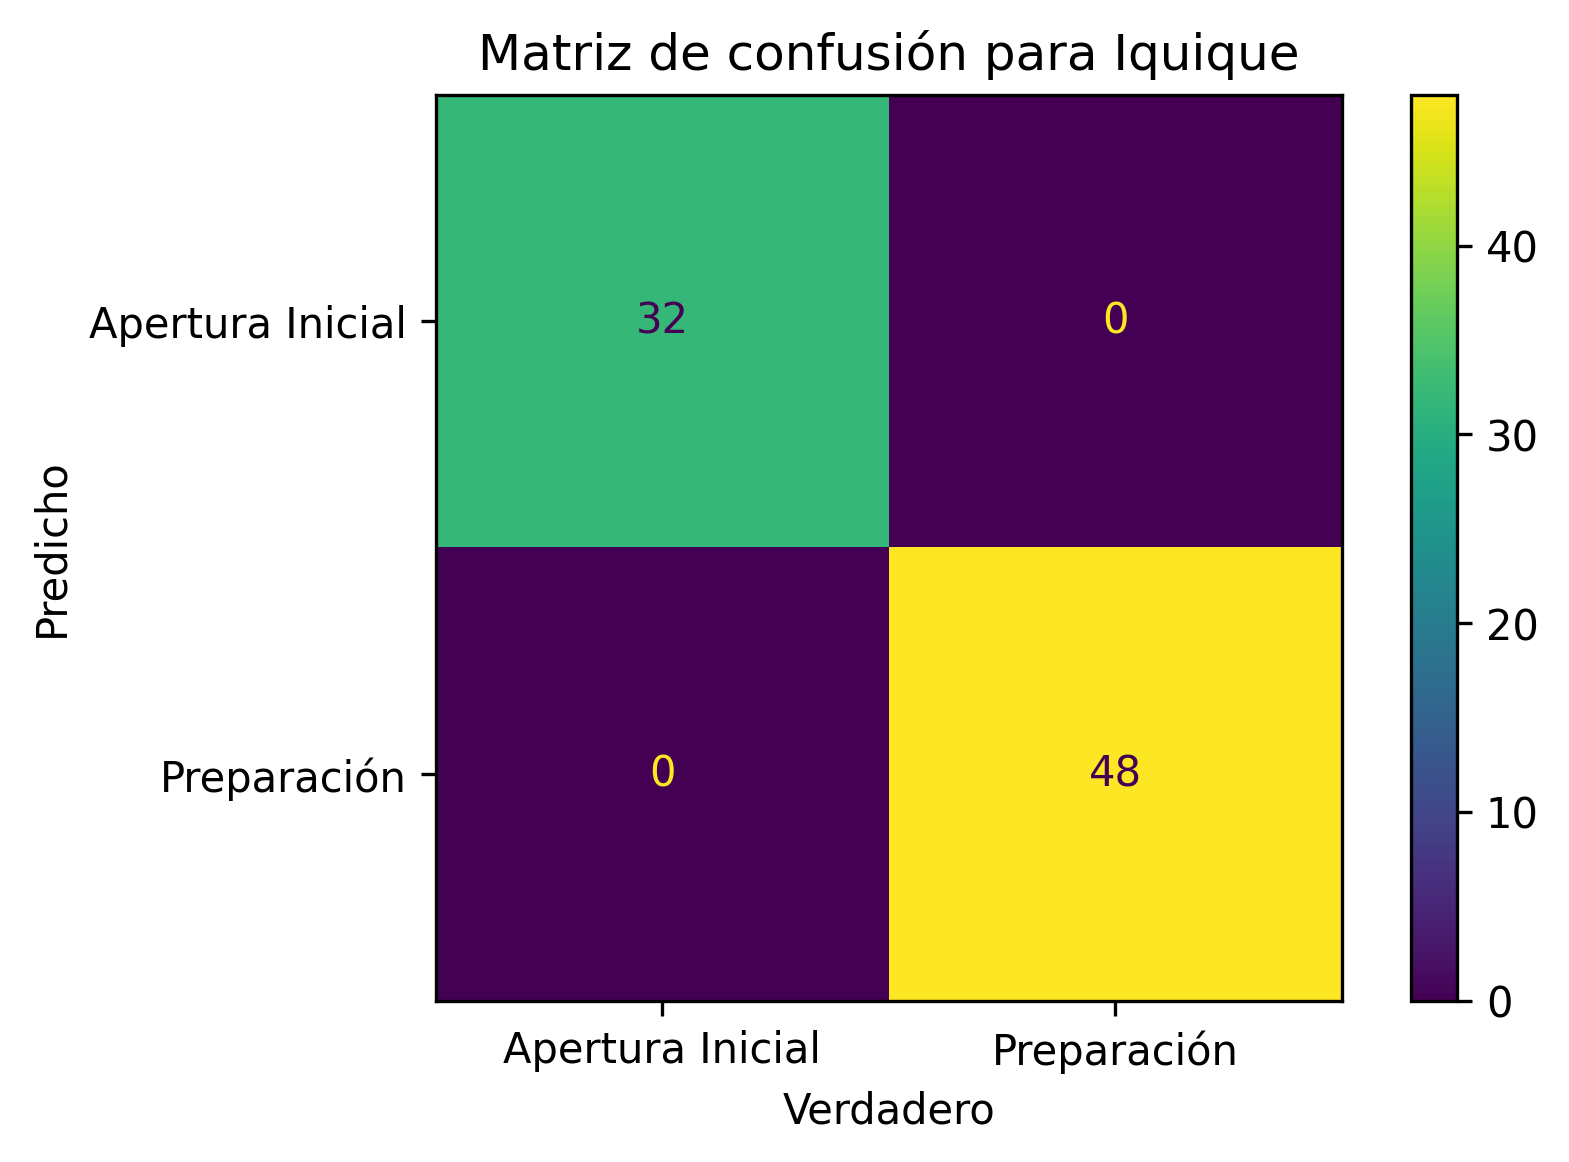 Matriz de confusión para Iquique
Predicho
Apertura Inicial
32
0
Preparación
0
48
Apertura Inicial
Preparación
Verdadero
40
30
20
10
0